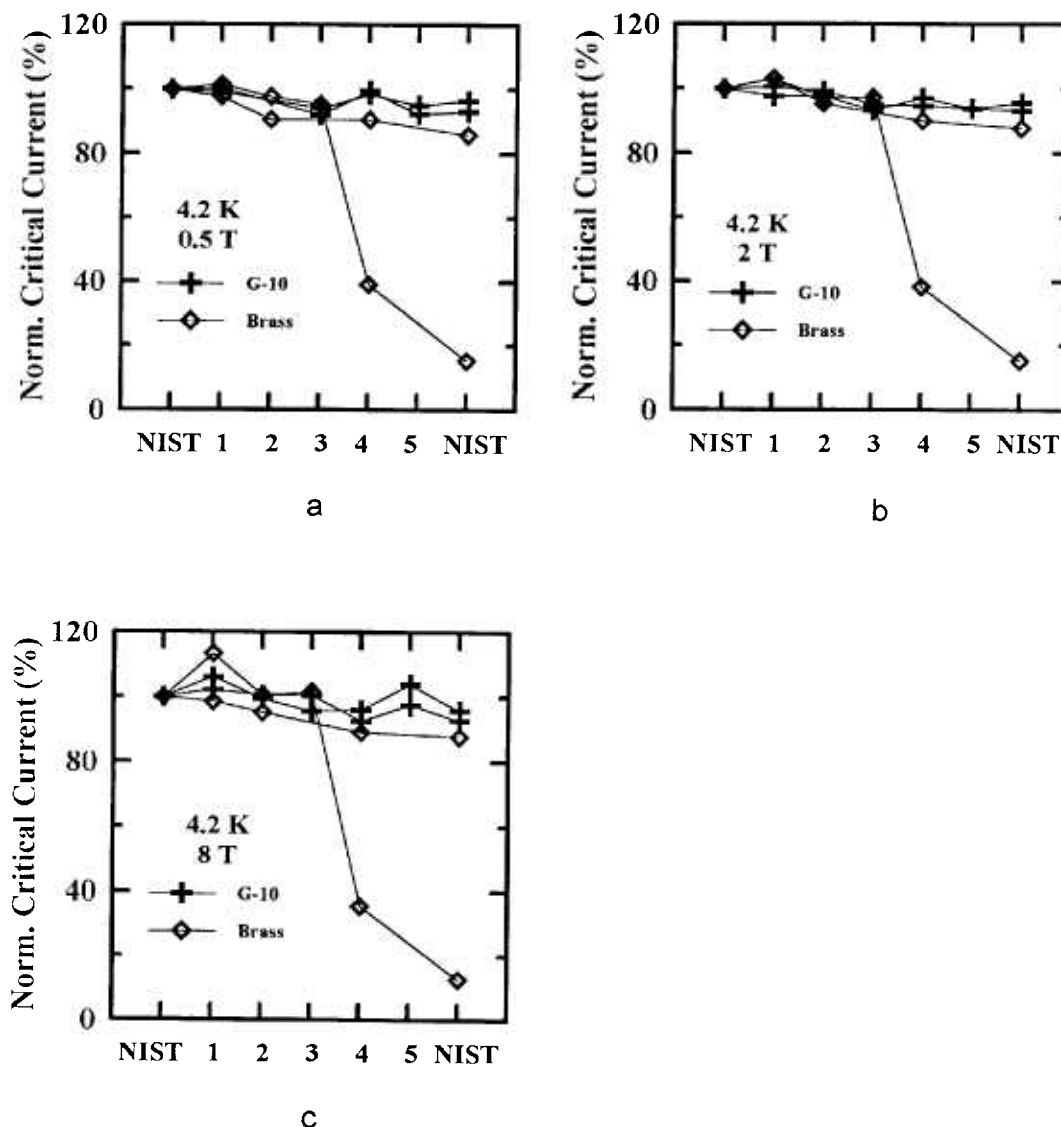 Norm. Critical Current (%)
120
80
40
0
4.2 K
0.5 T
G-10
Brass
NIST 1 2 3 4 5 NIST
a
Norm. Critical Current (%)
120
80
40
0
4.2 K
2 T
G-10
Brass
NIST 1 2 3 4 5 NIST
b
Norm. Critical Current (%)
120
80
40
0
4.2 K
8 T
G-10
Brass
NIST 1 2 3 4 5 NIST
c